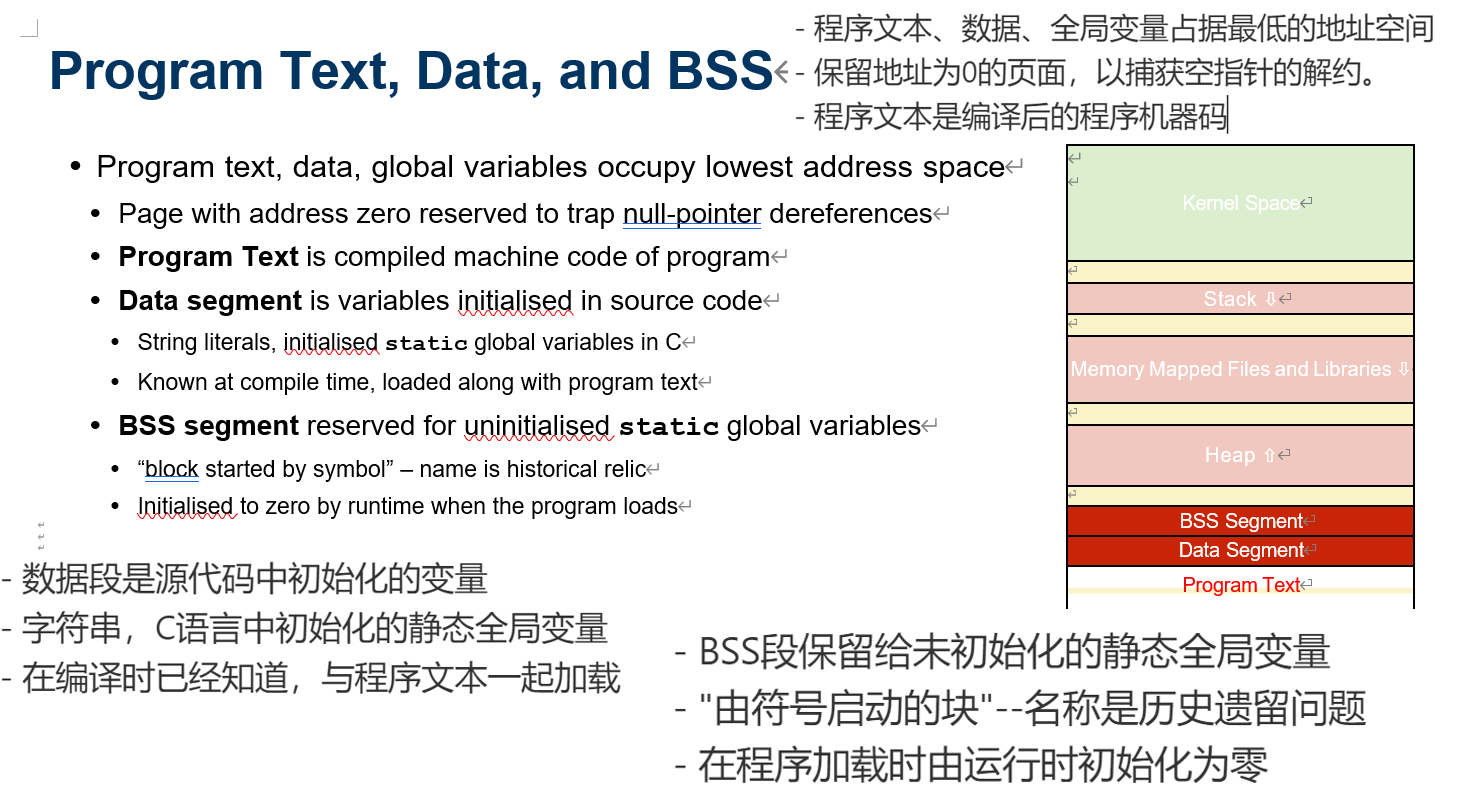 Program Text, Data, and BSS
- 程序文本、数据、全局变量占据最低的地址空间
- 保留地址为0的页面，以捕获空指针的解约。
- 程序文本是编译后的程序机器码
• Program text, data, global variables occupy lowest address space
• Page with address zero reserved to trap null-pointer dereferences
• Program Text is compiled machine code of program
• Data segment is variables initialised in source code
• String literals, initialised static global variables in C
• Known at compile time, loaded along with program text
• BSS segment reserved for uninitialised static global variables
• “block started by symbol” – name is historical relic
• Initialised to zero by runtime when the program loads
Kernel Space
Stack ⇩
Memory Mapped Files and Libraries ⇩
Heap ⇧
BSS Segment
Data Segment
Program Text
- 数据段是源代码中初始化的变量
- 字符串，C语言中初始化的静态全局变量
- 在编译时已经知道，与程序文本一起加载
- BSS段保留给未初始化的静态全局变量
- "由符号启动的块"--名称是历史遗留问题
- 在程序加载时由运行时初始化为零